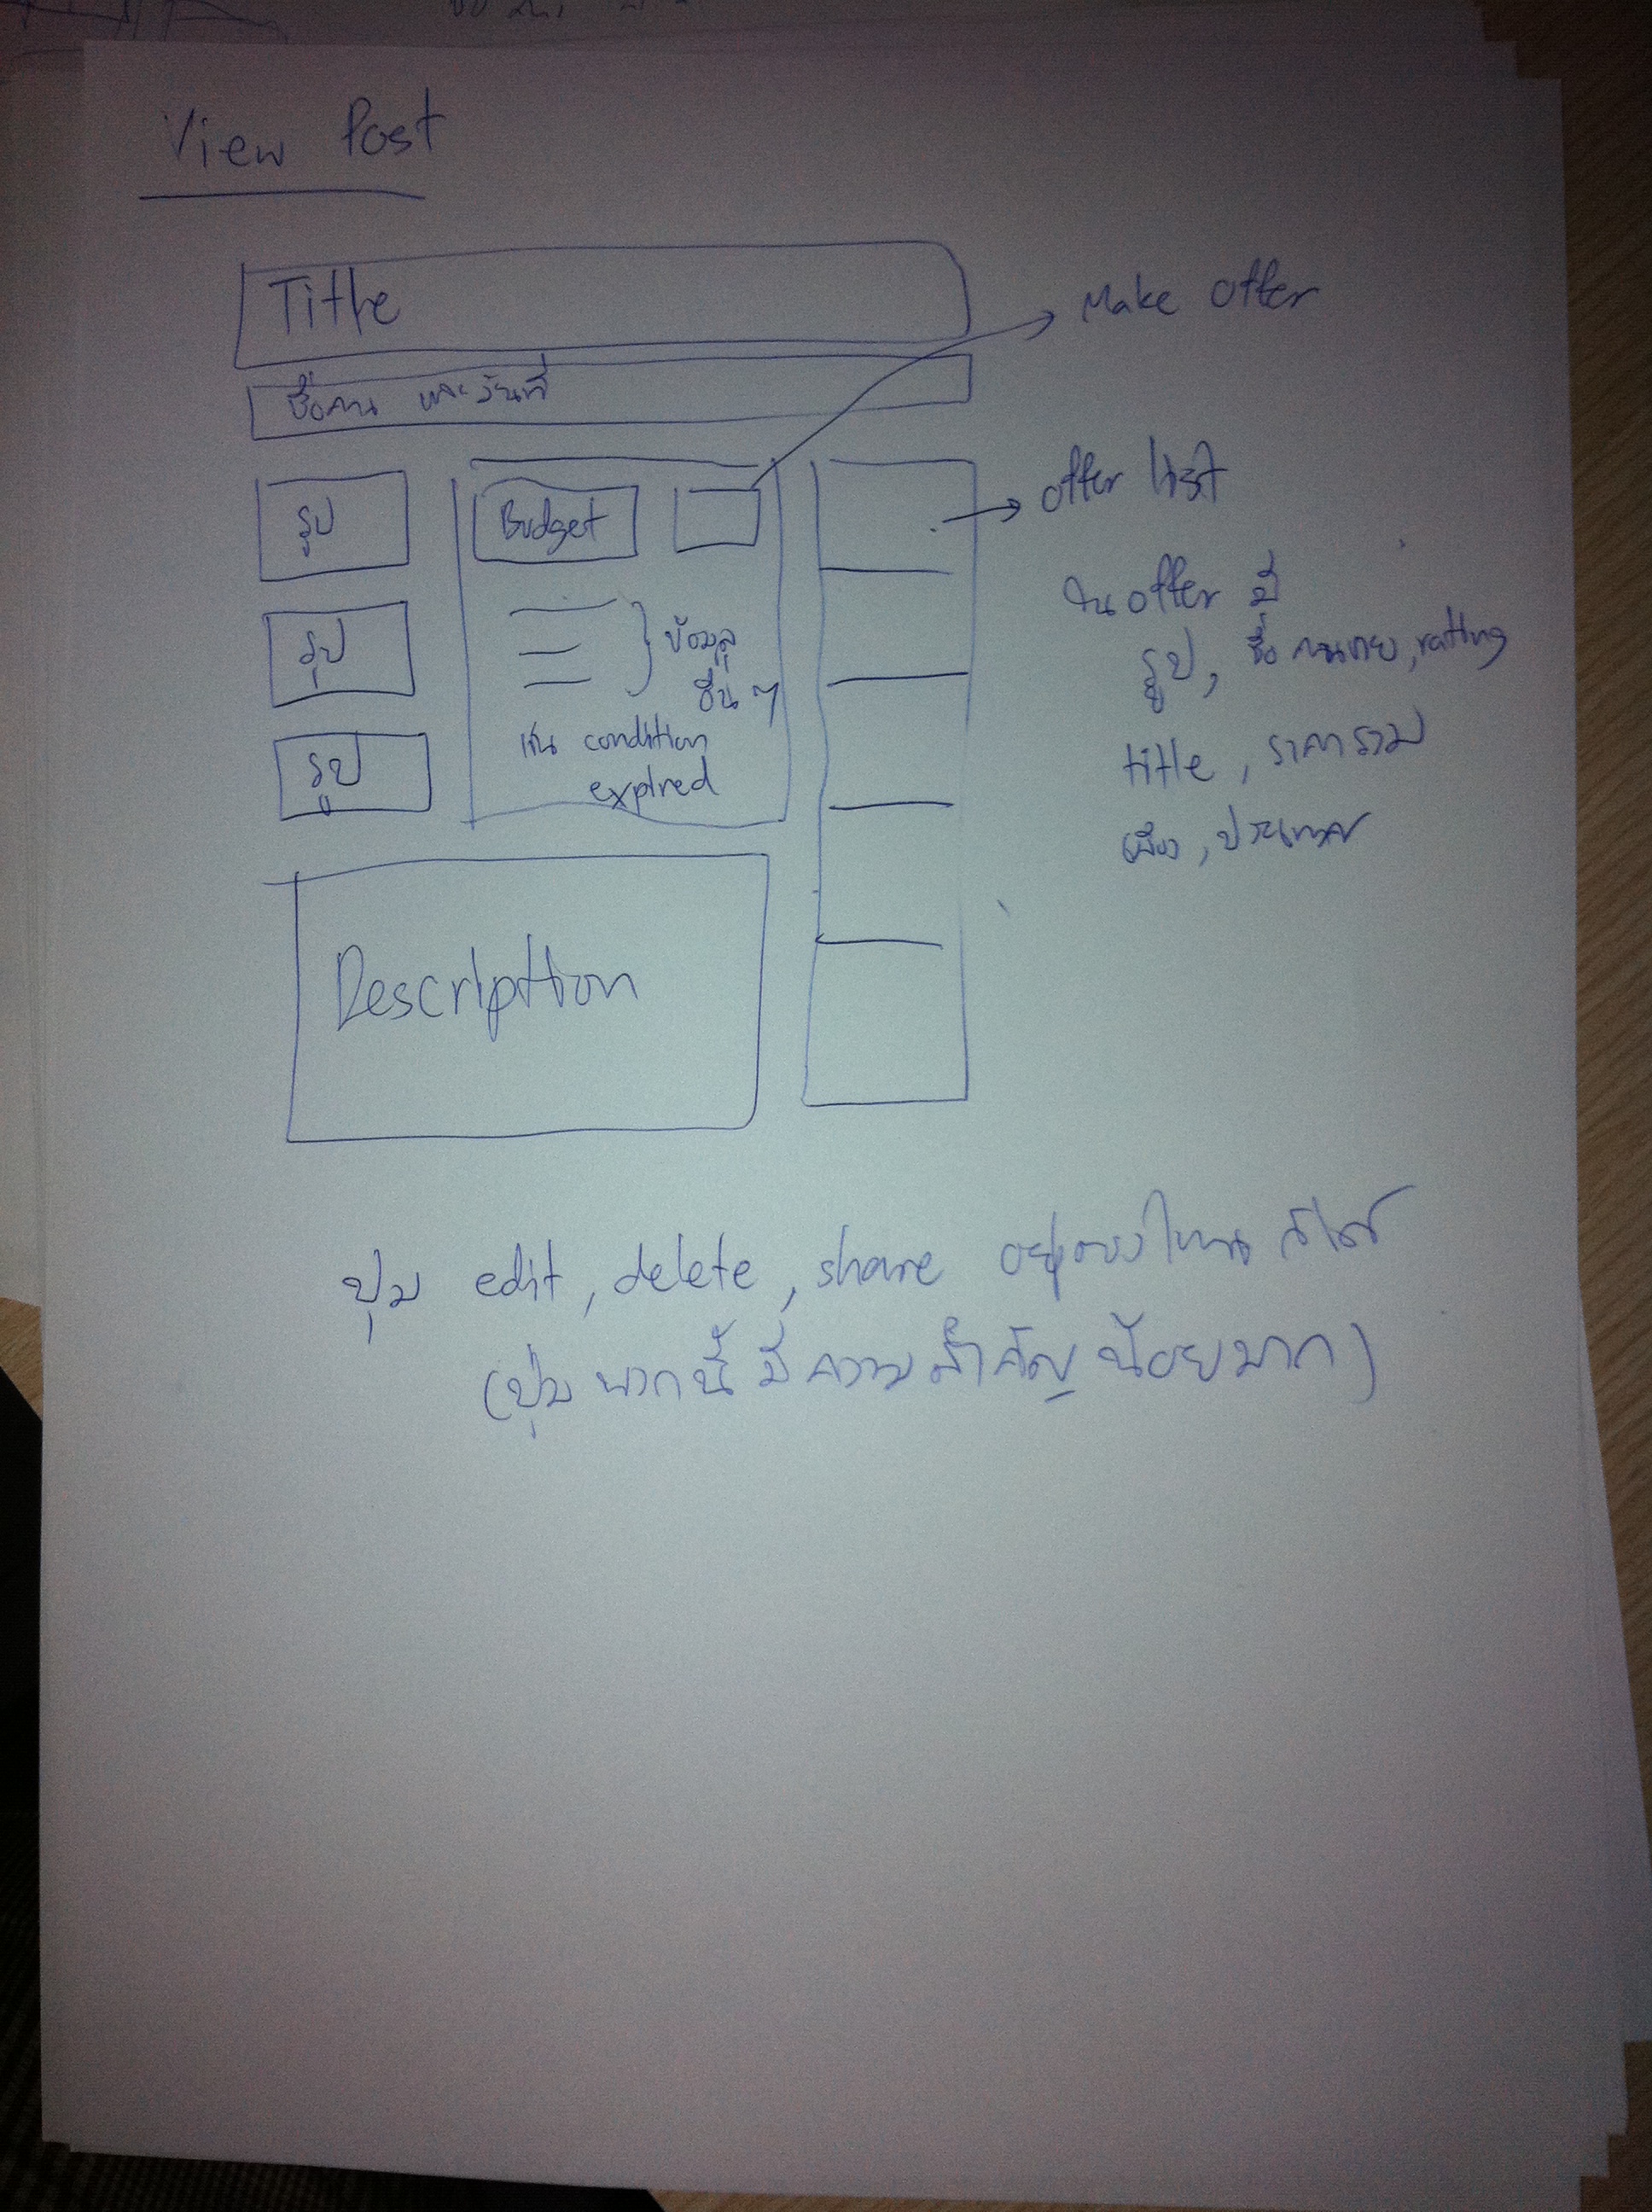 View Post
Title
Make offer
ชื่อคน และวันที่
รูป
Budget
offer list
ใน offer มี
รูป, ชื่อคนขาย, ratting
title, ราคารวม
เมือง, ประเทศ
รูป
ข้อมูล
อื่น ๆ
เช่น condition
expired
รูป
Description
ปุ่ม edit, delete, share อยู่ตรงไหนก็ได้
(ปุ่มพวกนี้มีความสำคัญน้อยมาก)